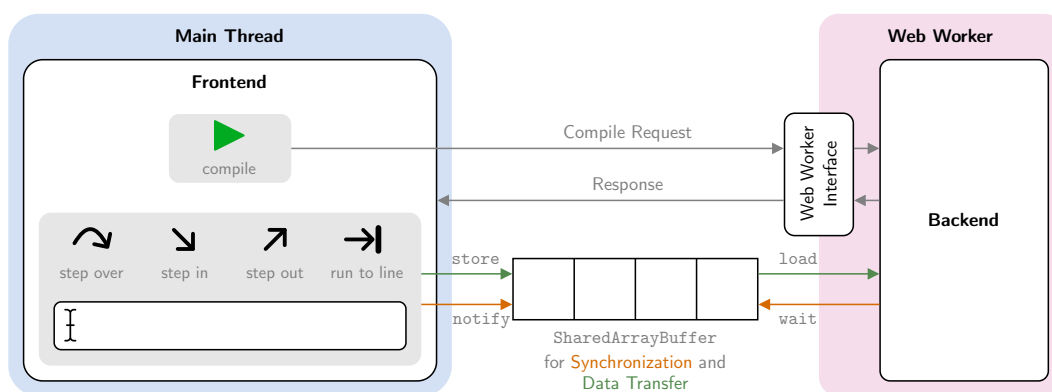 Main Thread
Web Worker
Frontend
compile
Compile Request
Response
Web Worker
Interface
Backend
step over
step in
step out
run to line
store
load
notify
wait
SharedArrayBuffer
for Synchronization and
Data Transfer